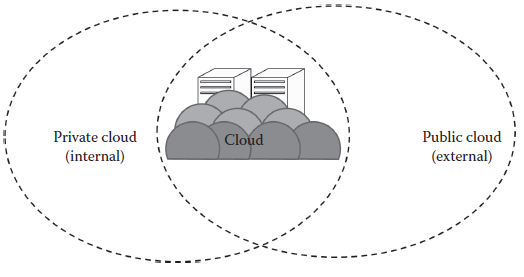 Private cloud
(internal)
Cloud
Public cloud
(external)